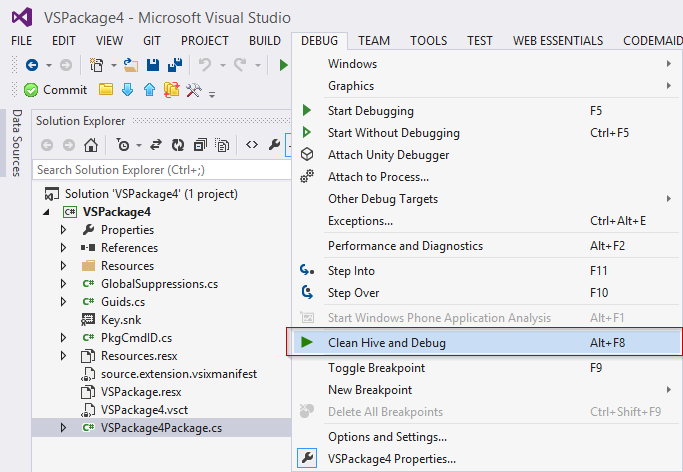 VSPackage4 - Microsoft Visual Studio
FILE EDIT VIEW GIT PROJECT BUILD DEBUG TEAM TOOLS TEST WEB ESSENTIALS CODEMAID
Commit
Data Sources
Solution Explorer
Search Solution Explorer (Ctrl+;)
Solution 'VSPackage4' (1 project)
C# VSPackage4
Properties
References
Resources
C# GlobalSuppressions.cs
C# Guids.cs
Key.snk
C# PkgCmdID.cs
Resources.resx
source.extension.vsixmanifest
VSPackage.resx
VSPackage4.vsct
C# VSPackage4Package.cs
Windows
Graphics
Start Debugging F5
Start Without Debugging Ctrl+F5
Attach Unity Debugger
Attach to Process...
Other Debug Targets
Exceptions... Ctrl+Alt+E
Performance and Diagnostics Alt+F2
Step Into F11
Step Over F10
Start Windows Phone Application Analysis Alt+F1
Clean Hive and Debug Alt+F8
Toggle Breakpoint F9
New Breakpoint
Delete All Breakpoints Ctrl+Shift+F9
Options and Settings...
VSPackage4 Properties...